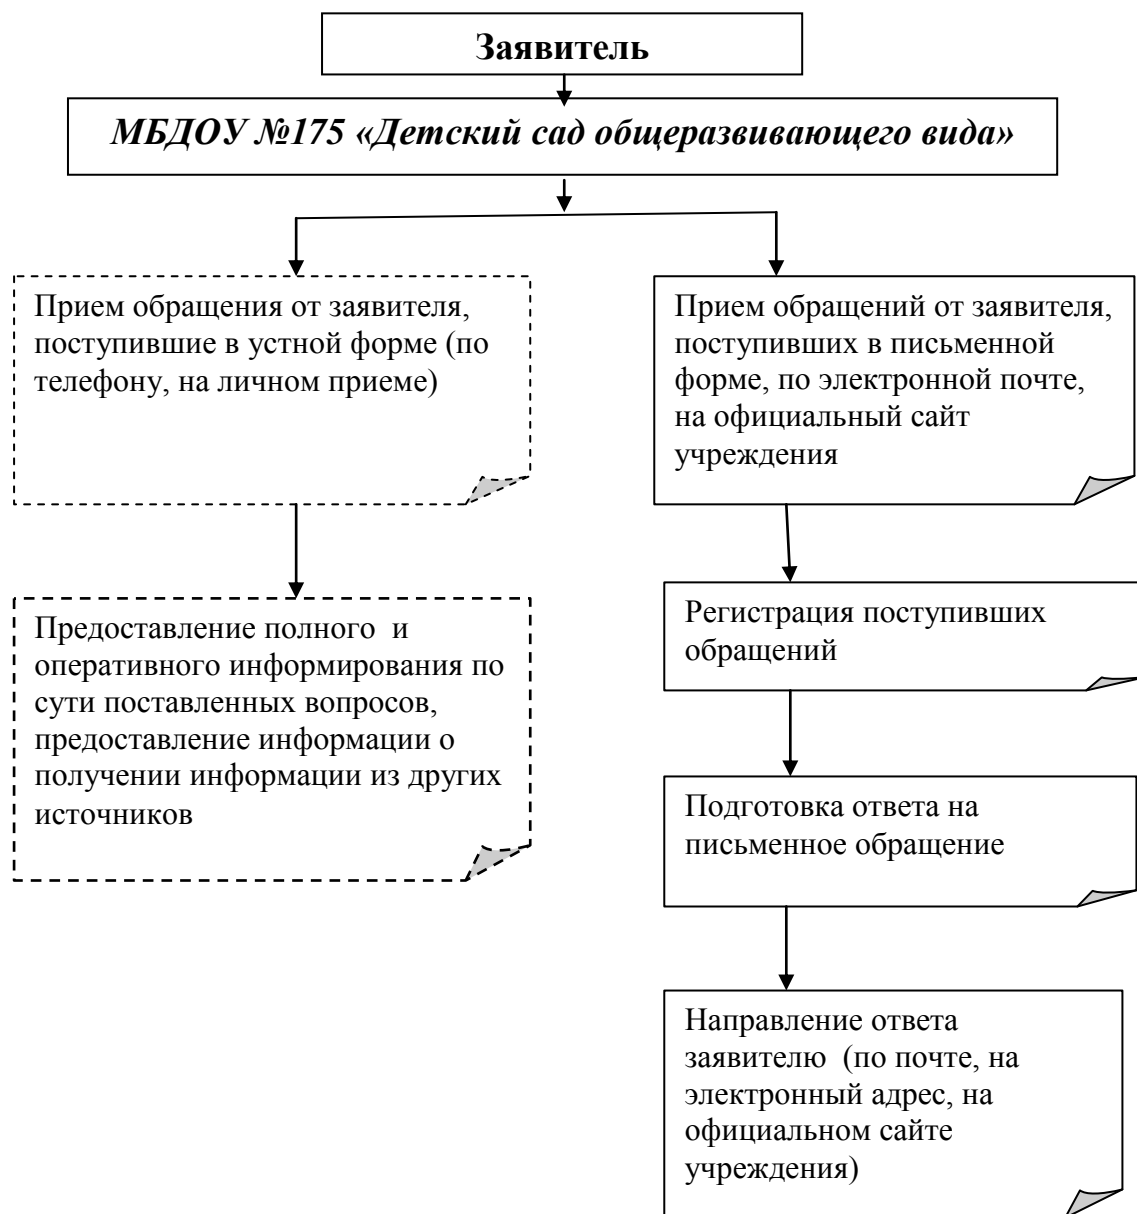 Заявитель
МБДОУ №175 «Детский сад общеразвивающего вида»
Прием обращения от заявителя,
поступившие в устной форме (по
телефону, на личном приеме)
Прием обращений от заявителя,
поступивших в письменной
форме, по электронной почте,
на официальный сайт
учреждения
Предоставление полного  и
оперативного информирования по
сути поставленных вопросов,
предоставление информации о
получении информации из других
источников
Регистрация поступивших
обращений
Подготовка ответа на
письменное обращение
Направление ответа
заявителю  (по почте, на
электронный адрес, на
официальном сайте
учреждения)